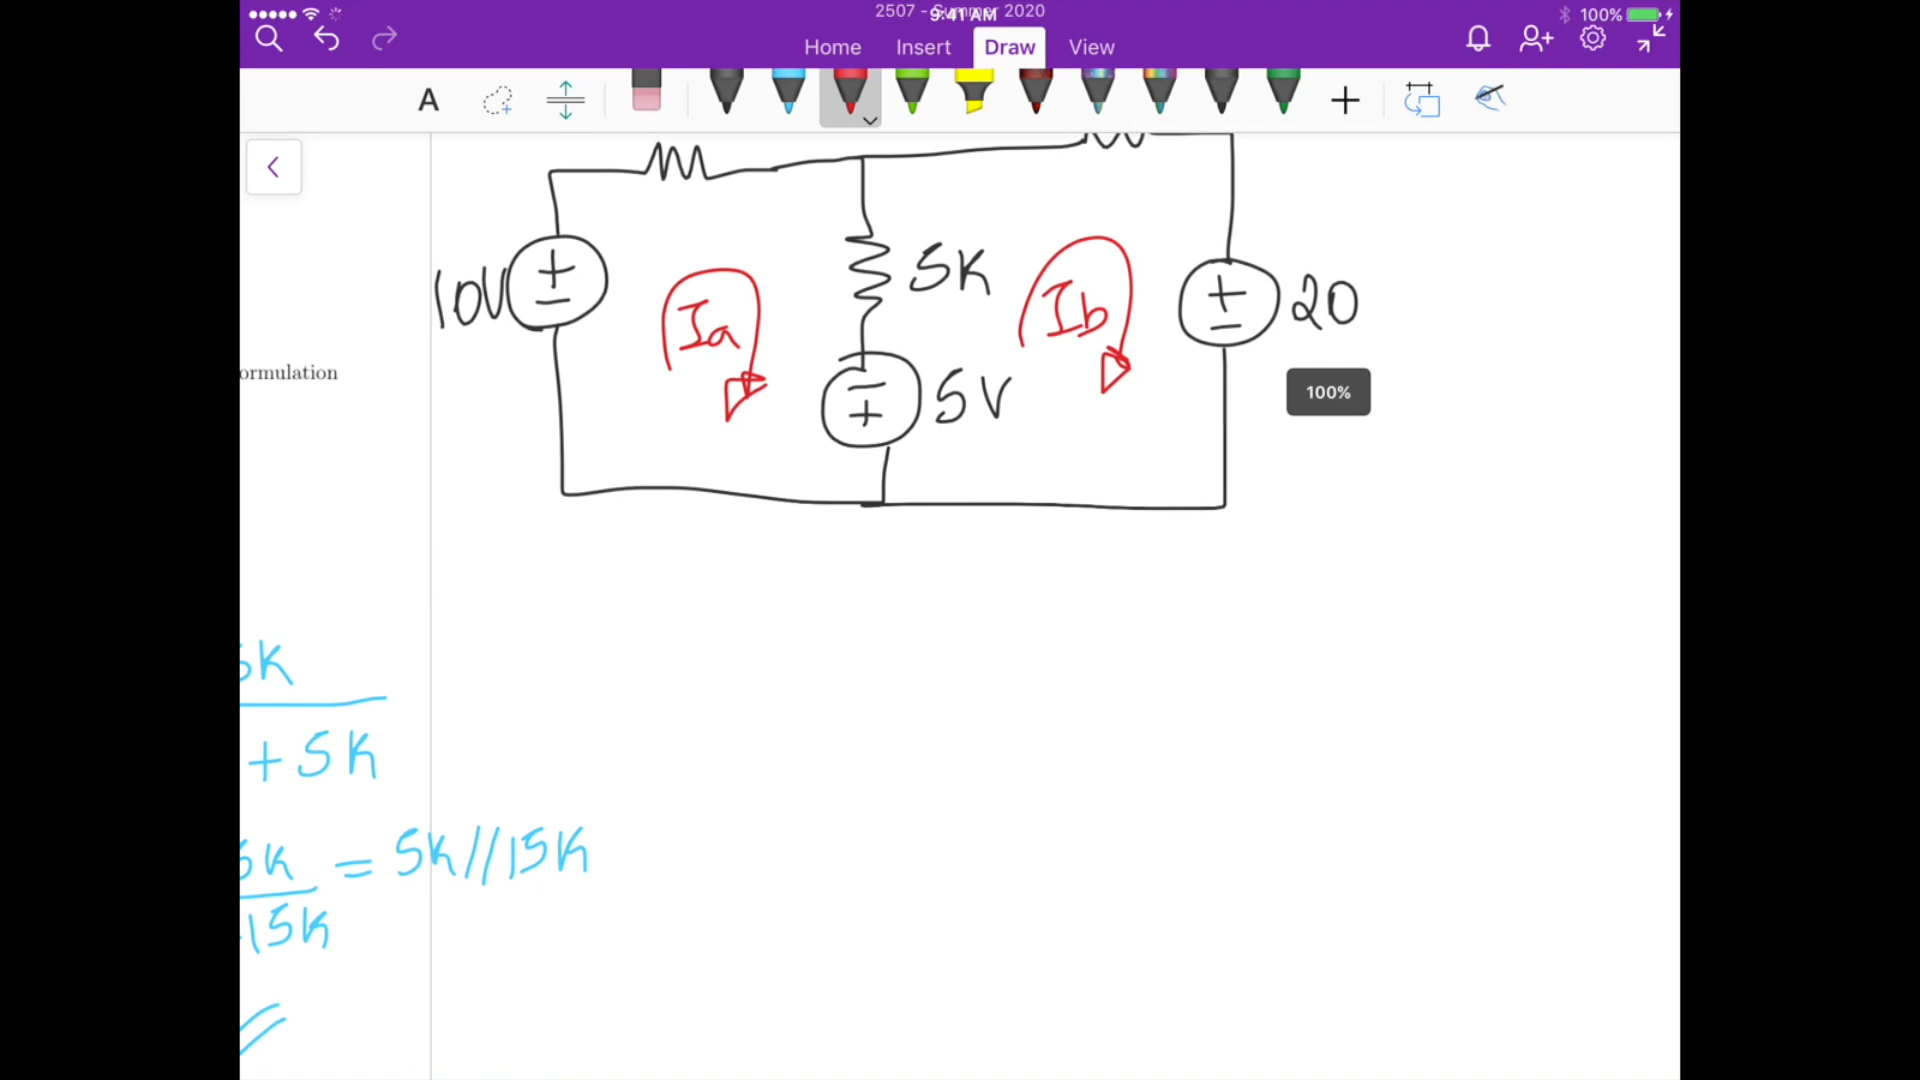 2507 - Summer 2020
9:41 AM
100%
Home Insert Draw View
A
10V
Ia
5K
Ib
20
5V
100%
ormulation
5K
+ 5K
5K = 5K//15K
15K